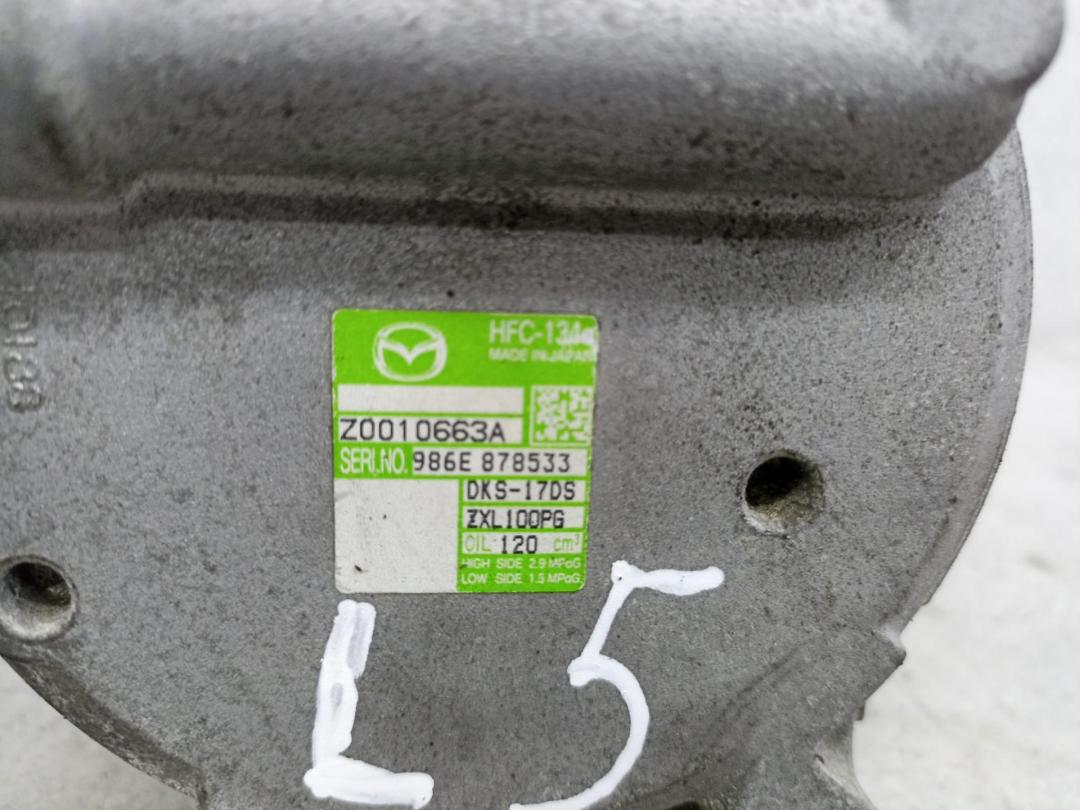 HFC-134a
MADE IN JAPAN
Z0010663A
SERI.NO. 986E 878533
DKS-17DS
ZXL100PG
OIL 120 cm³
HIGH SIDE 2.9 MPaG
LOW SIDE 1.5 MPaG
L5